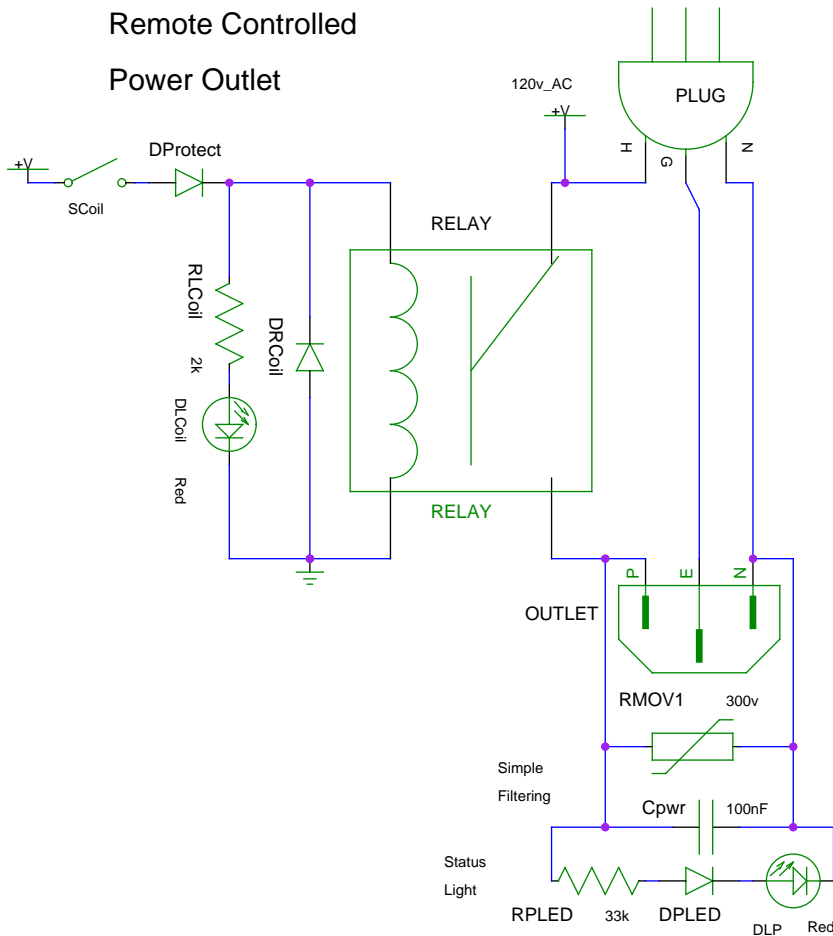 Remote Controlled
Power Outlet
120v_AC
+V
PLUG
H
G
N
DProtect
+V
SCoil
RELAY
RLCoil
2k
DRCoil
DLCoil
Red
RELAY
P
E
N
OUTLET
RMOV1
300v
Simple
Filtering
Cpwr
100nF
Status
Light
RPLED
33k
DPLED
DLP
Red